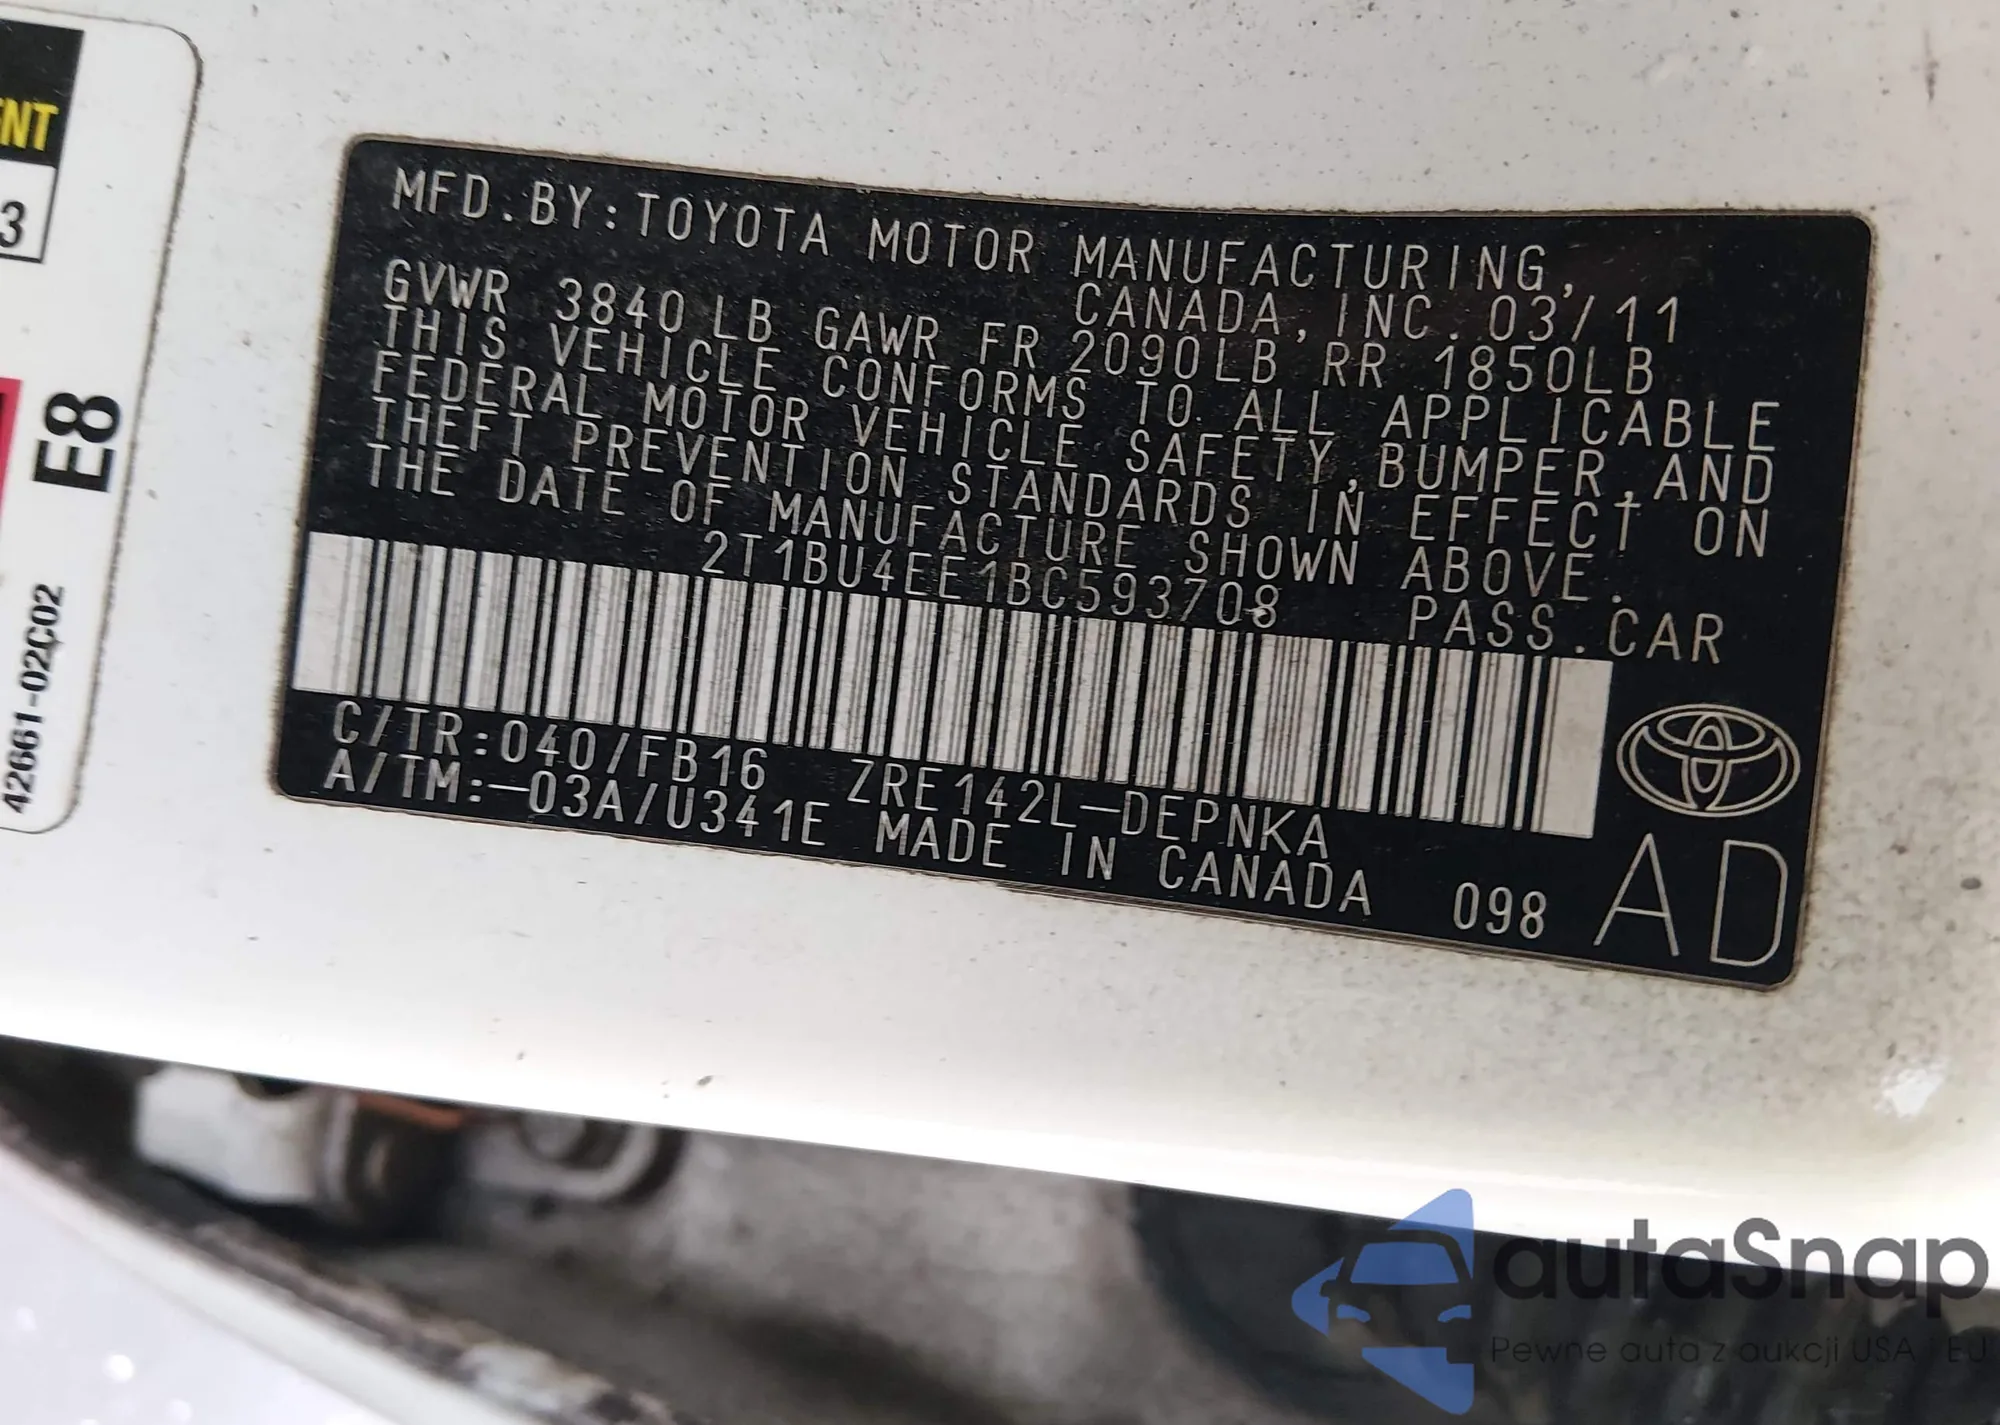 ENT
3
E8
42661-02C02
MFD.BY:TOYOTA MOTOR MANUFACTURING,
CANADA,INC.03/11
GVWR 3840LB GAWR FR 2090LB RR 1850LB
THIS VEHICLE CONFORMS TO ALL APPLICABLE
FEDERAL MOTOR VEHICLE SAFETY,BUMPER,AND
THEFT PREVENTION STANDARDS IN EFFECT ON
THE DATE OF MANUFACTURE SHOWN ABOVE.
2T1BU4EE1BC593708 PASS.CAR
C/TR:040/FB16 ZRE142L-DEPNKA
A/TM:-03A/U341E MADE IN CANADA 098
AD
autaSnap
Pewne auta z aukcji USA i EU